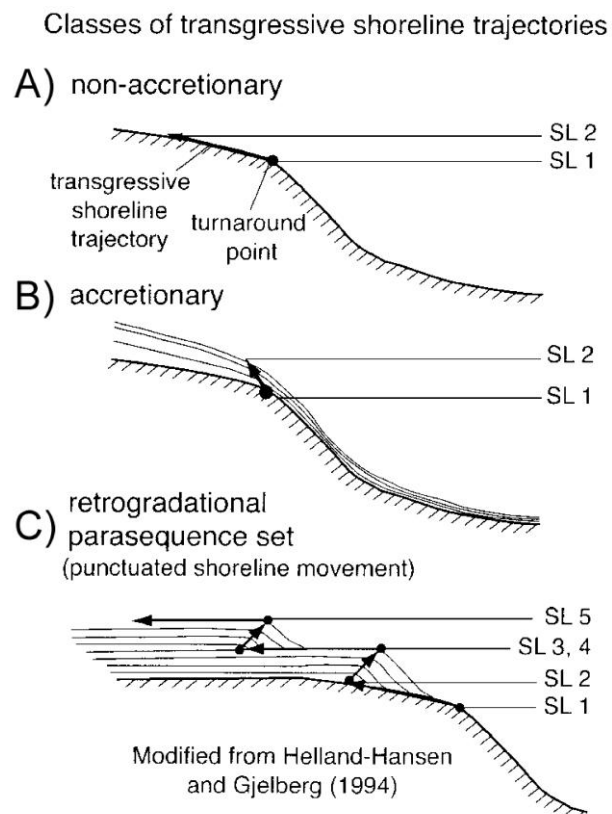 Classes of transgressive shoreline trajectories
A) non-accretionary
SL 2
SL 1
transgressive
shoreline
trajectory
turnaround
point
B) accretionary
SL 2
SL 1
C) retrogradational
parasequence set
(punctuated shoreline movement)
SL 5
SL 3, 4
SL 2
SL 1
Modified from Helland-Hansen
and Gjelberg (1994)